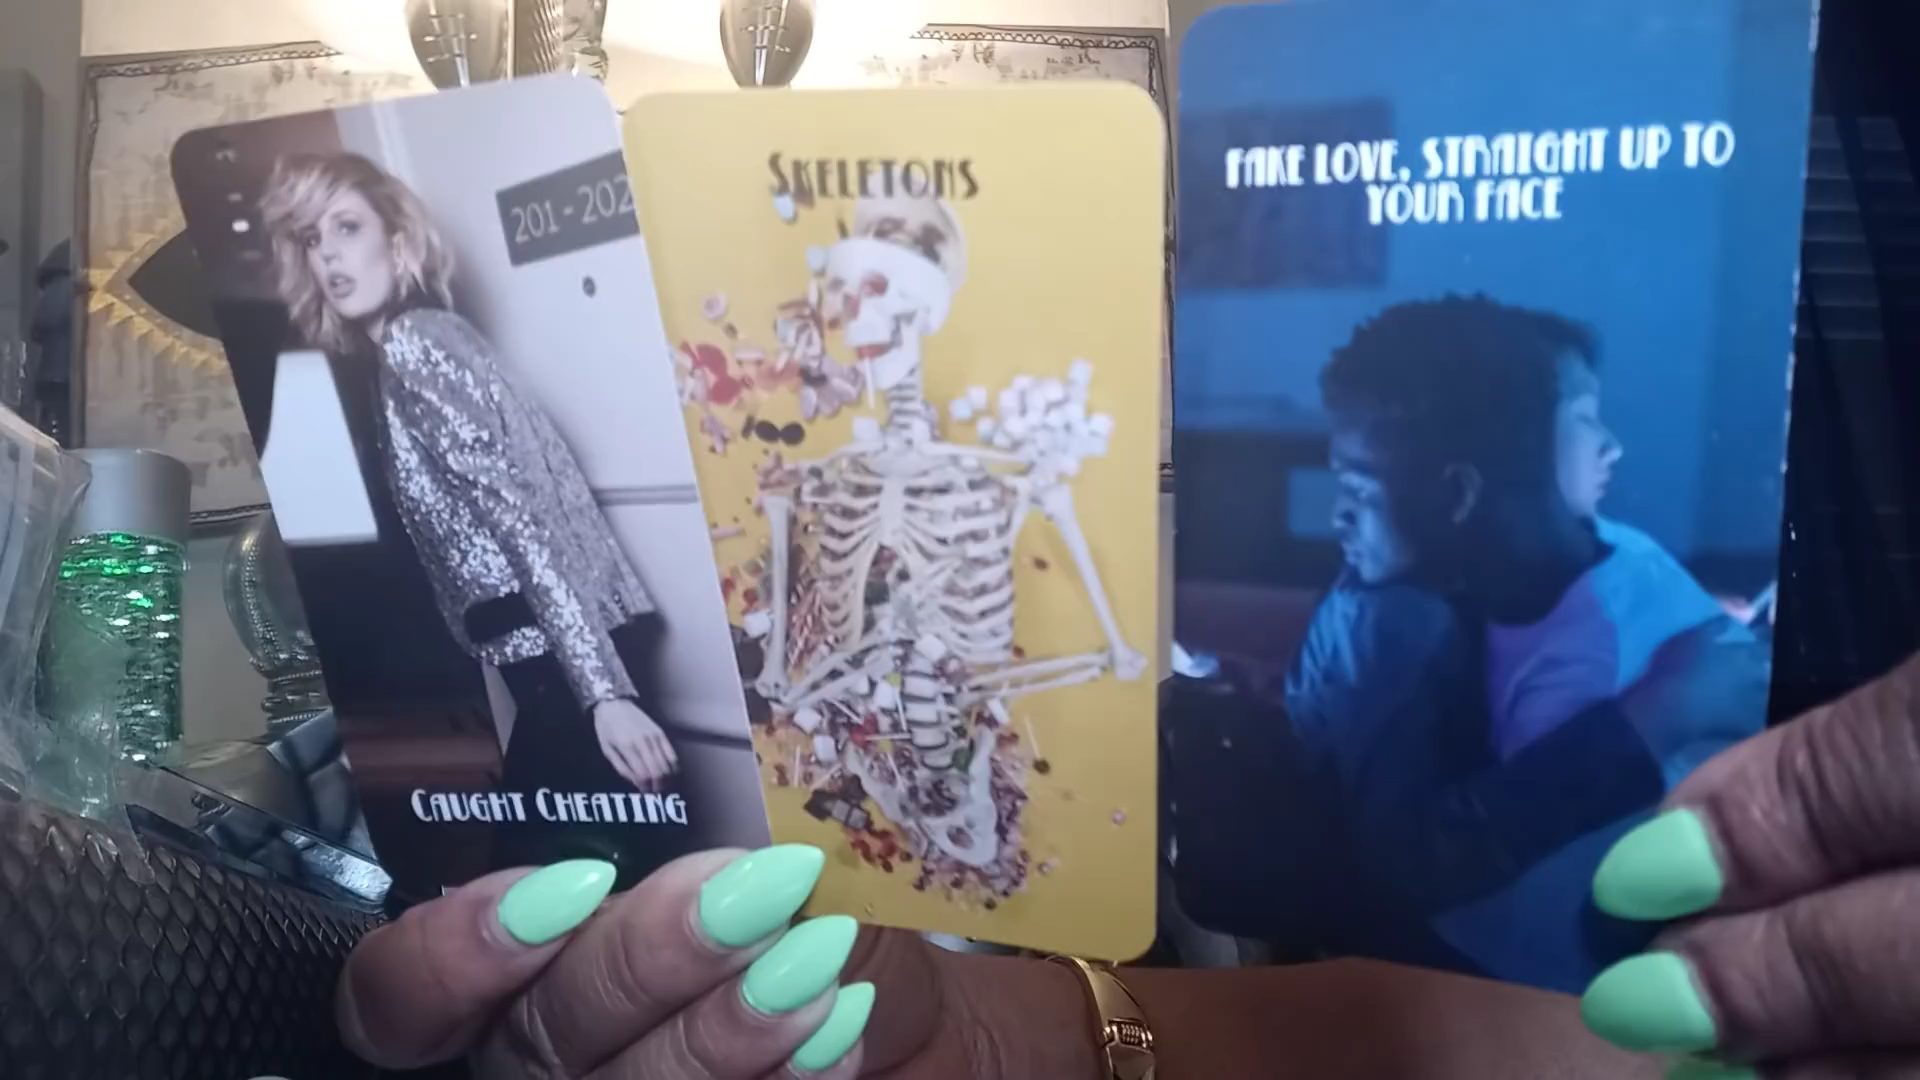 201-202
CAUGHT CHEATING
SKELETONS
FAKE LOVE, STRAIGHT UP TO
YOUR FACE